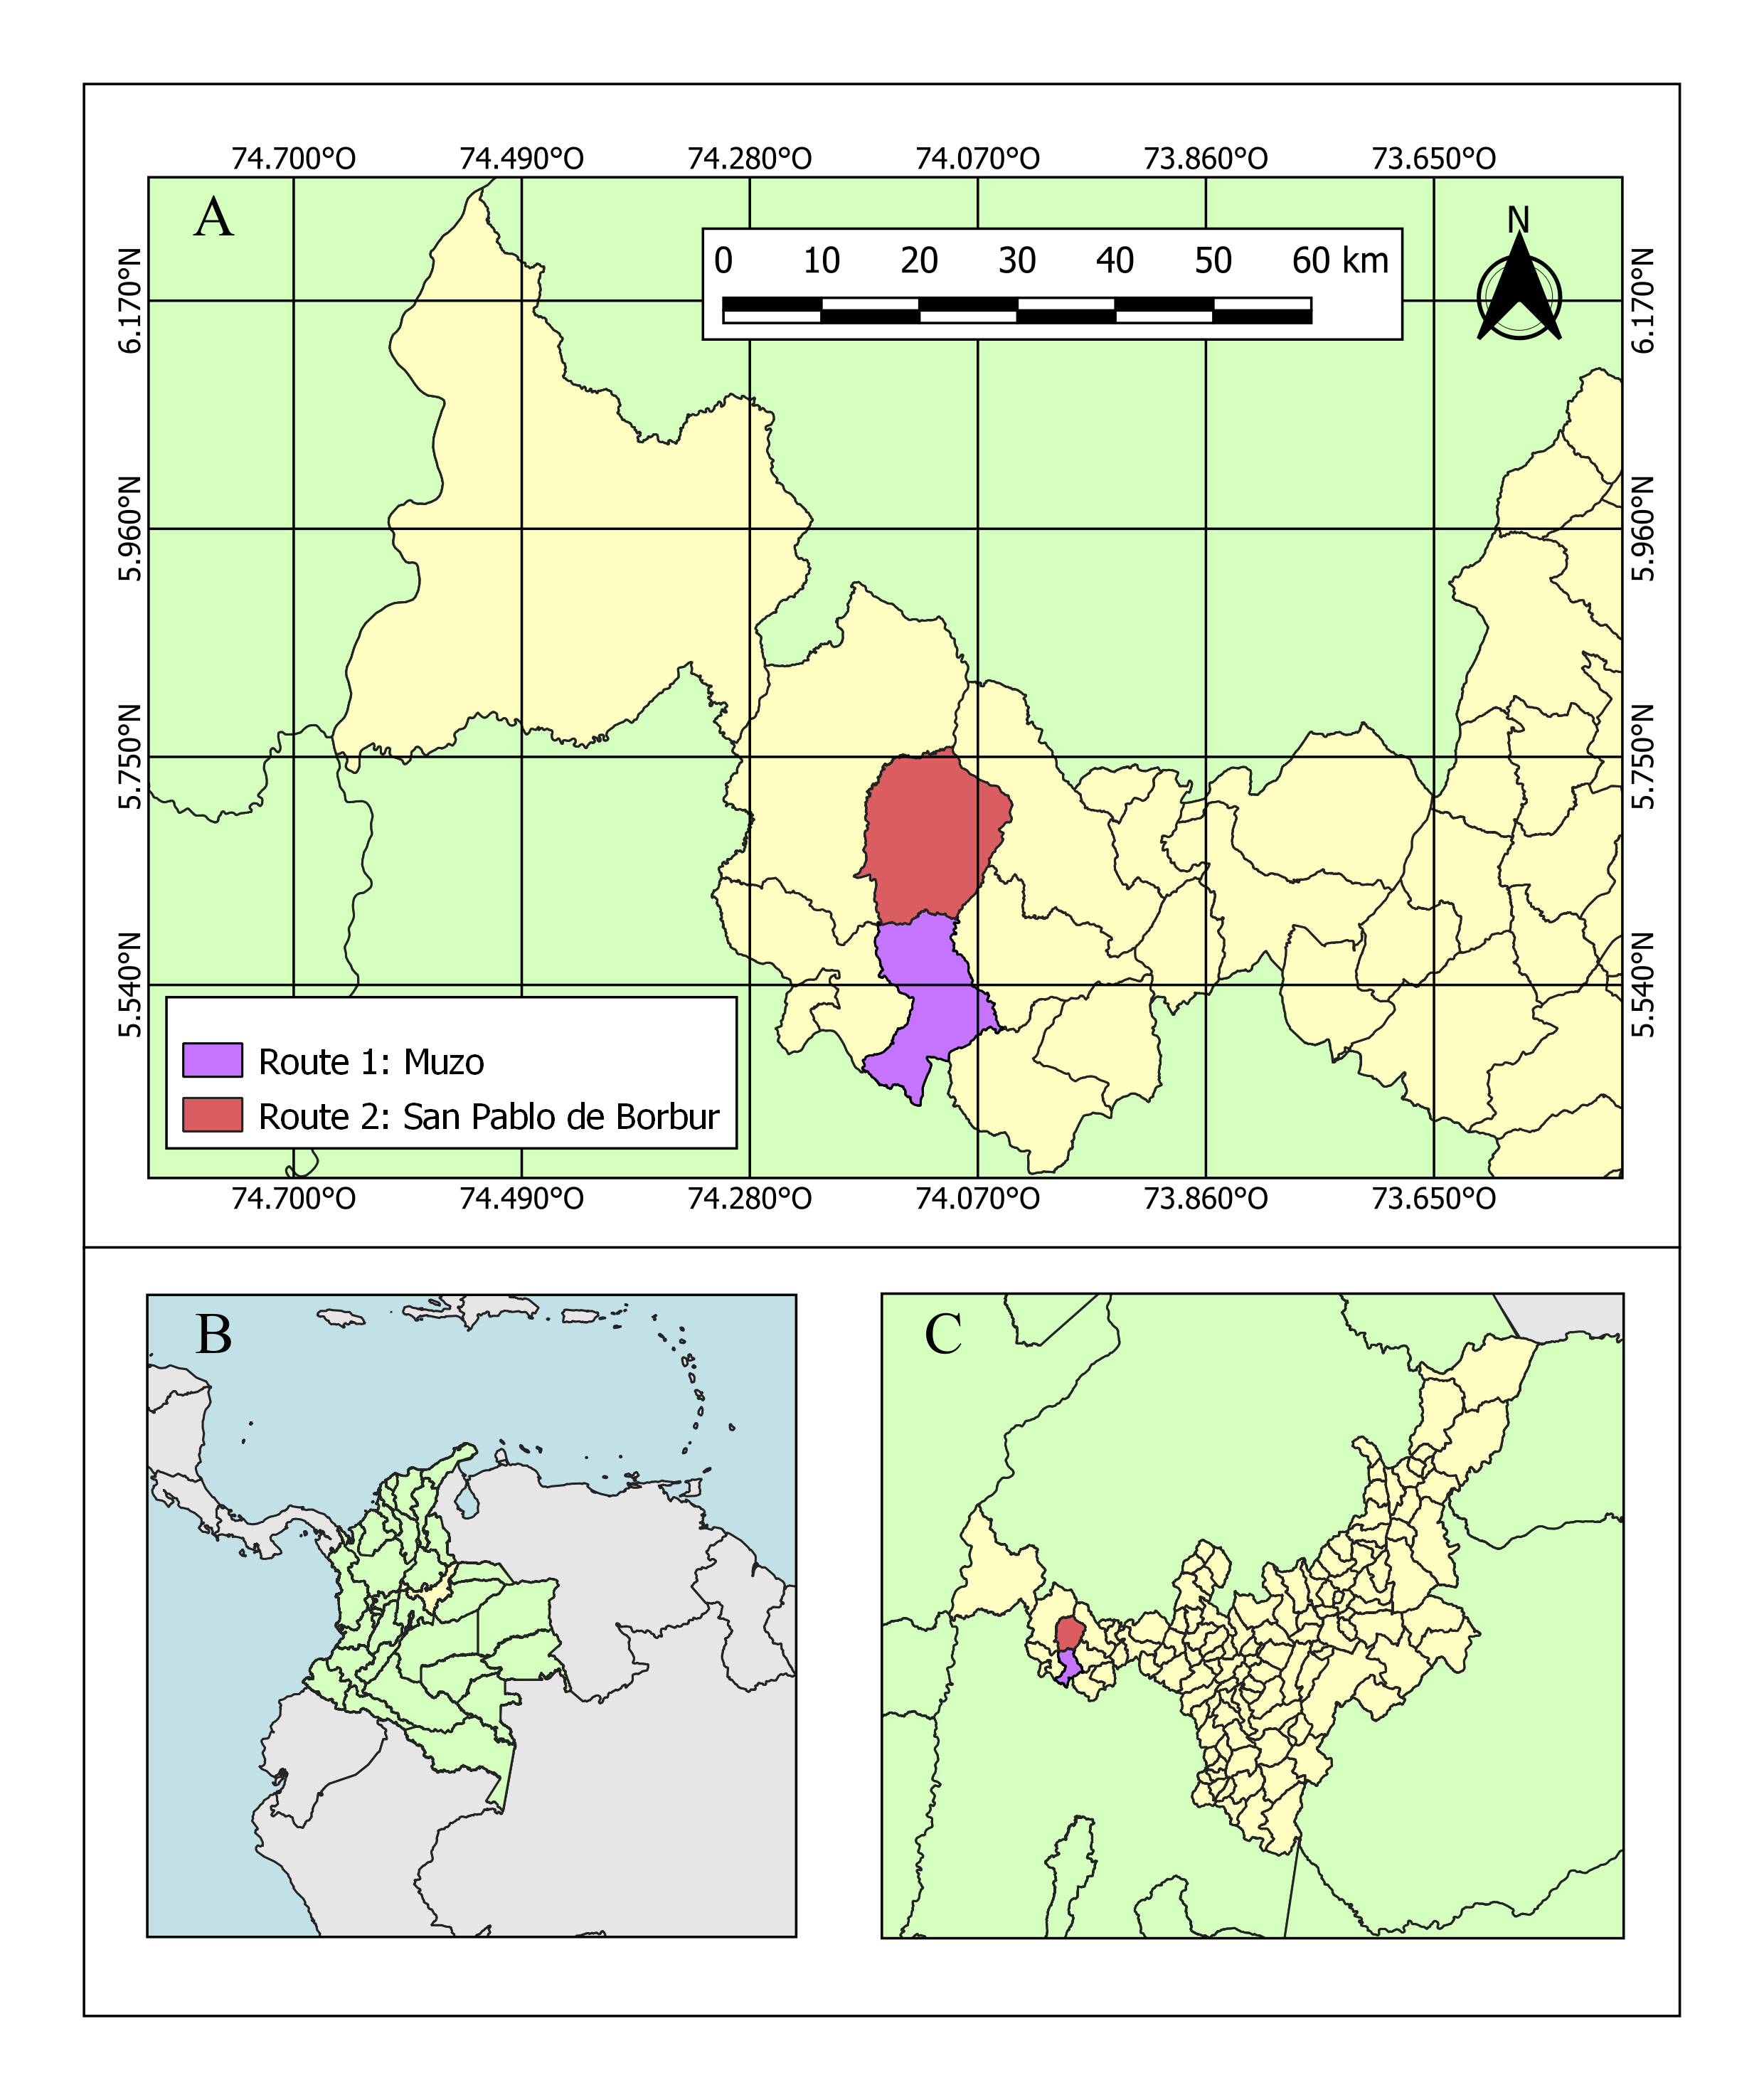 74.700°O 74.490°O 74.280°O 74.070°O 73.860°O 73.650°O
A
N
0 10 20 30 40 50 60 km
6.170°N 6.170°N
5.960°N 5.960°N
5.750°N 5.750°N
5.540°N 5.540°N
Route 1: Muzo
Route 2: San Pablo de Borbur
74.700°O 74.490°O 74.280°O 74.070°O 73.860°O 73.650°O
B
C